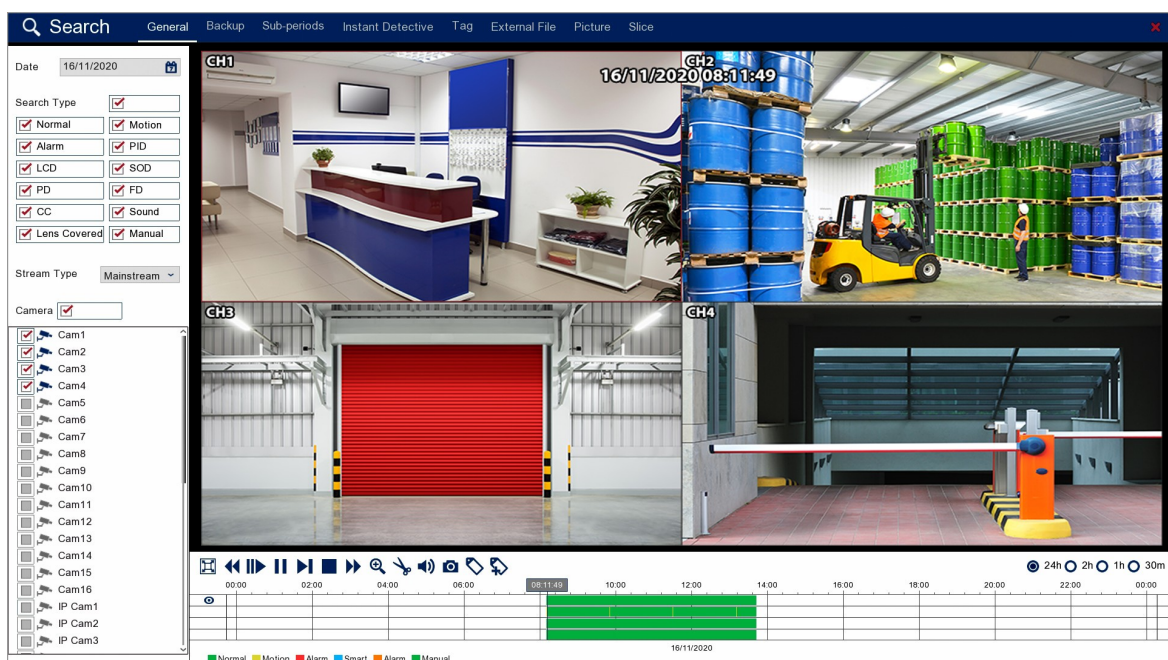 Search General Backup Sub-periods Instant Detective Tag External File Picture Slice
Date 16/11/2020
Search Type
Normal Motion
Alarm PID
LCD SOD
PD FD
CC Sound
Lens Covered Manual
Stream Type Mainstream
Camera
Cam1
Cam2
Cam3
Cam4
Cam5
Cam6
Cam7
Cam8
Cam9
Cam10
Cam11
Cam12
Cam13
Cam14
Cam15
Cam16
IP Cam1
IP Cam2
IP Cam3
CH1 CH2
16/11/2020 08:11:49
CH3 CH4
24h 2h 1h 30m
00:00 02:00 04:00 06:00 08:11:49 10:00 12:00 14:00 16:00 18:00 20:00 22:00 00:00
16/11/2020
Normal Motion Alarm Smart Alarm Manual